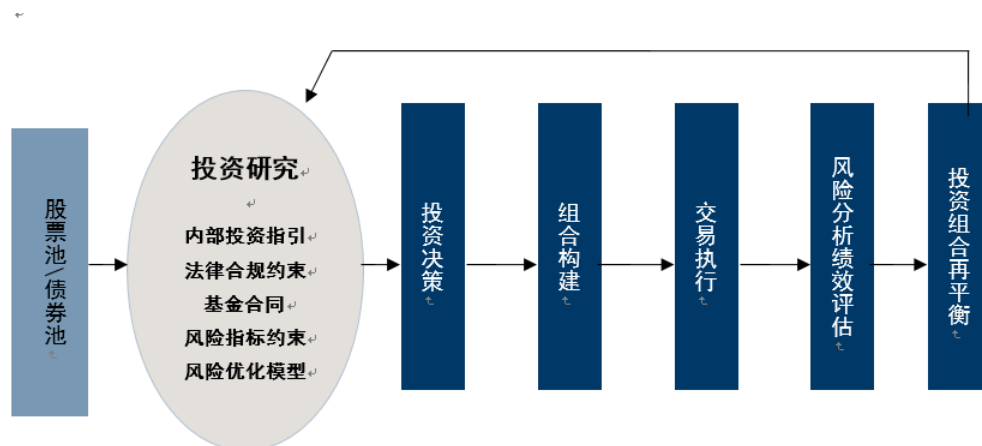 股票池\债券池
投资研究
内部投资指引
法律合规约束
基金合同
风险指标约束
风险优化模型
投资决策
组合构建
交易执行
风险分析绩效评估
投资组合再平衡